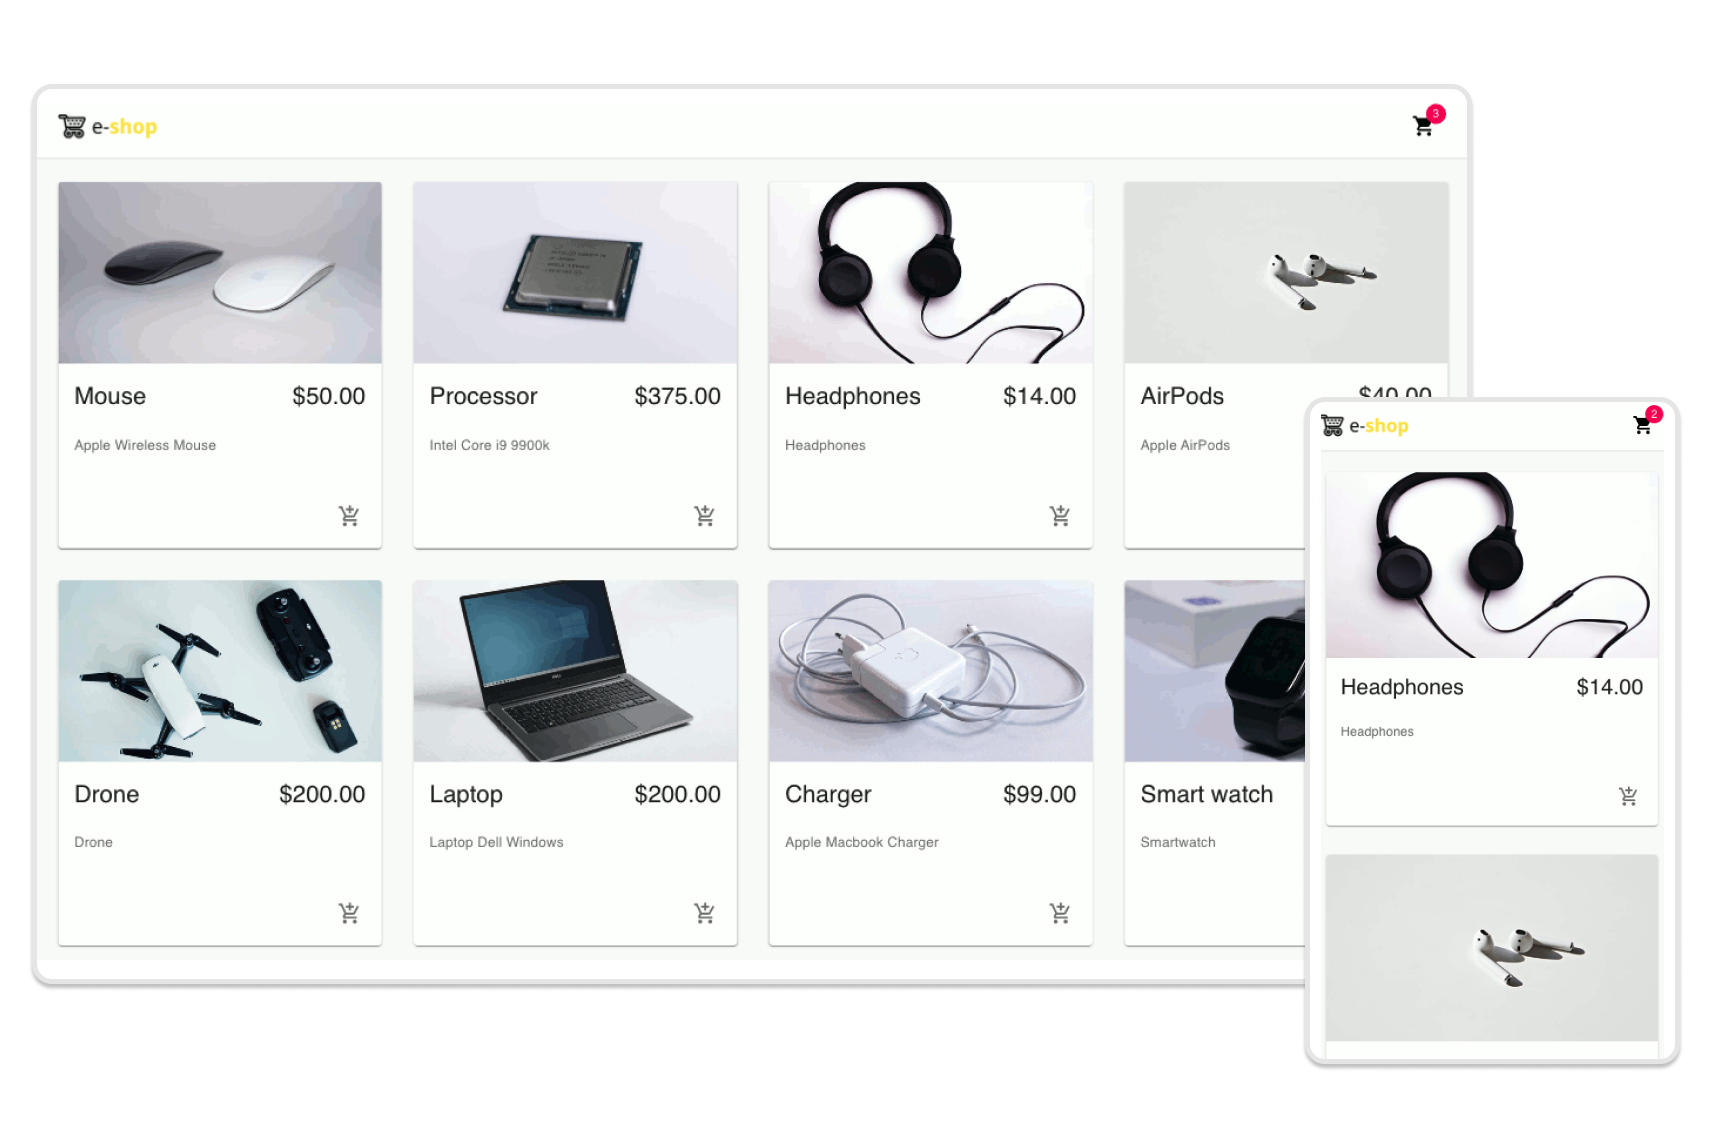 e-shop
3
Mouse $50.00
Apple Wireless Mouse
Processor $375.00
Intel Core i9 9900k
Headphones $14.00
Headphones
AirPods $40.00
Apple AirPods
Drone $200.00
Drone
Laptop $200.00
Laptop Dell Windows
Charger $99.00
Apple Macbook Charger
Smart watch
Smartwatch
e-shop
2
Headphones $14.00
Headphones